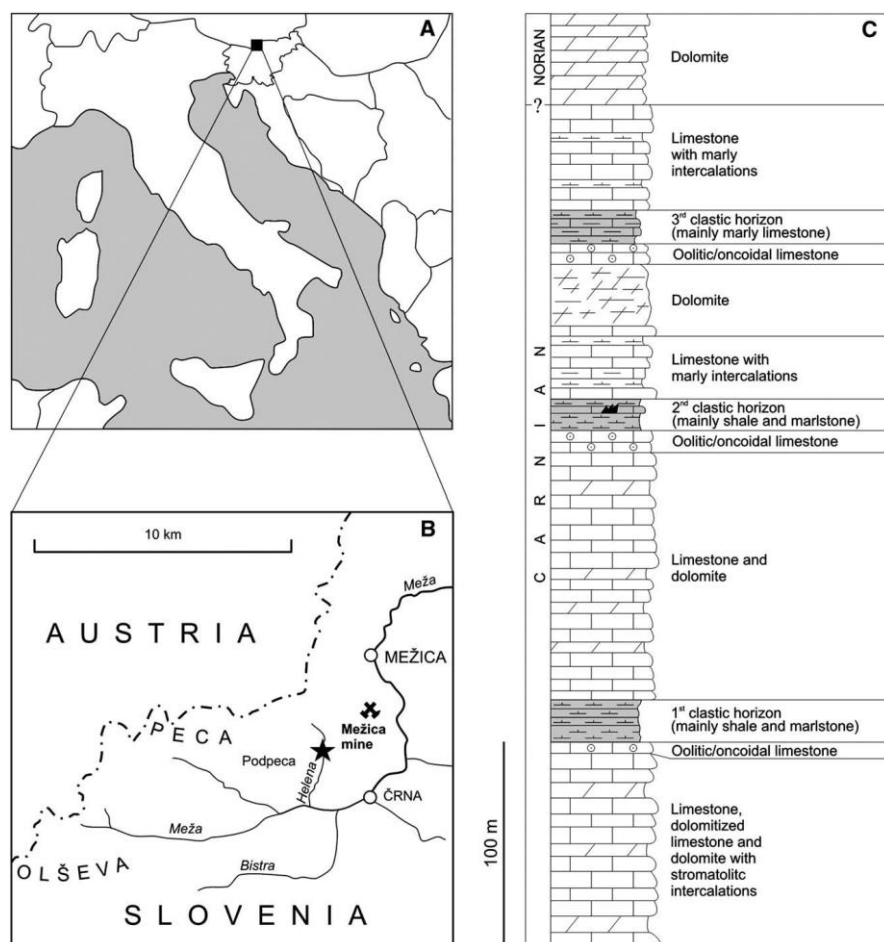 A
B
10 km
Meža
AUSTRIA
MEŽICA
PECA
Mežica
mine
Podpeca
Helena
ČRNA
Meža
Bistra
OLŠEVA
SLOVENIA
C
NORIAN
?
CARNIAN
100 m
Dolomite
Limestone
with marly
intercalations
3rd clastic horizon
(mainly marly limestone)
Oolitic/oncoidal limestone
Dolomite
Limestone with
marly intercalations
2nd clastic horizon
(mainly shale and marlstone)
Oolitic/oncoidal limestone
Limestone and
dolomite
1st clastic horizon
(mainly shale and marlstone)
Oolitic/oncoidal limestone
Limestone,
dolomitized
limestone and
dolomite with
stromatolitc
intercalations